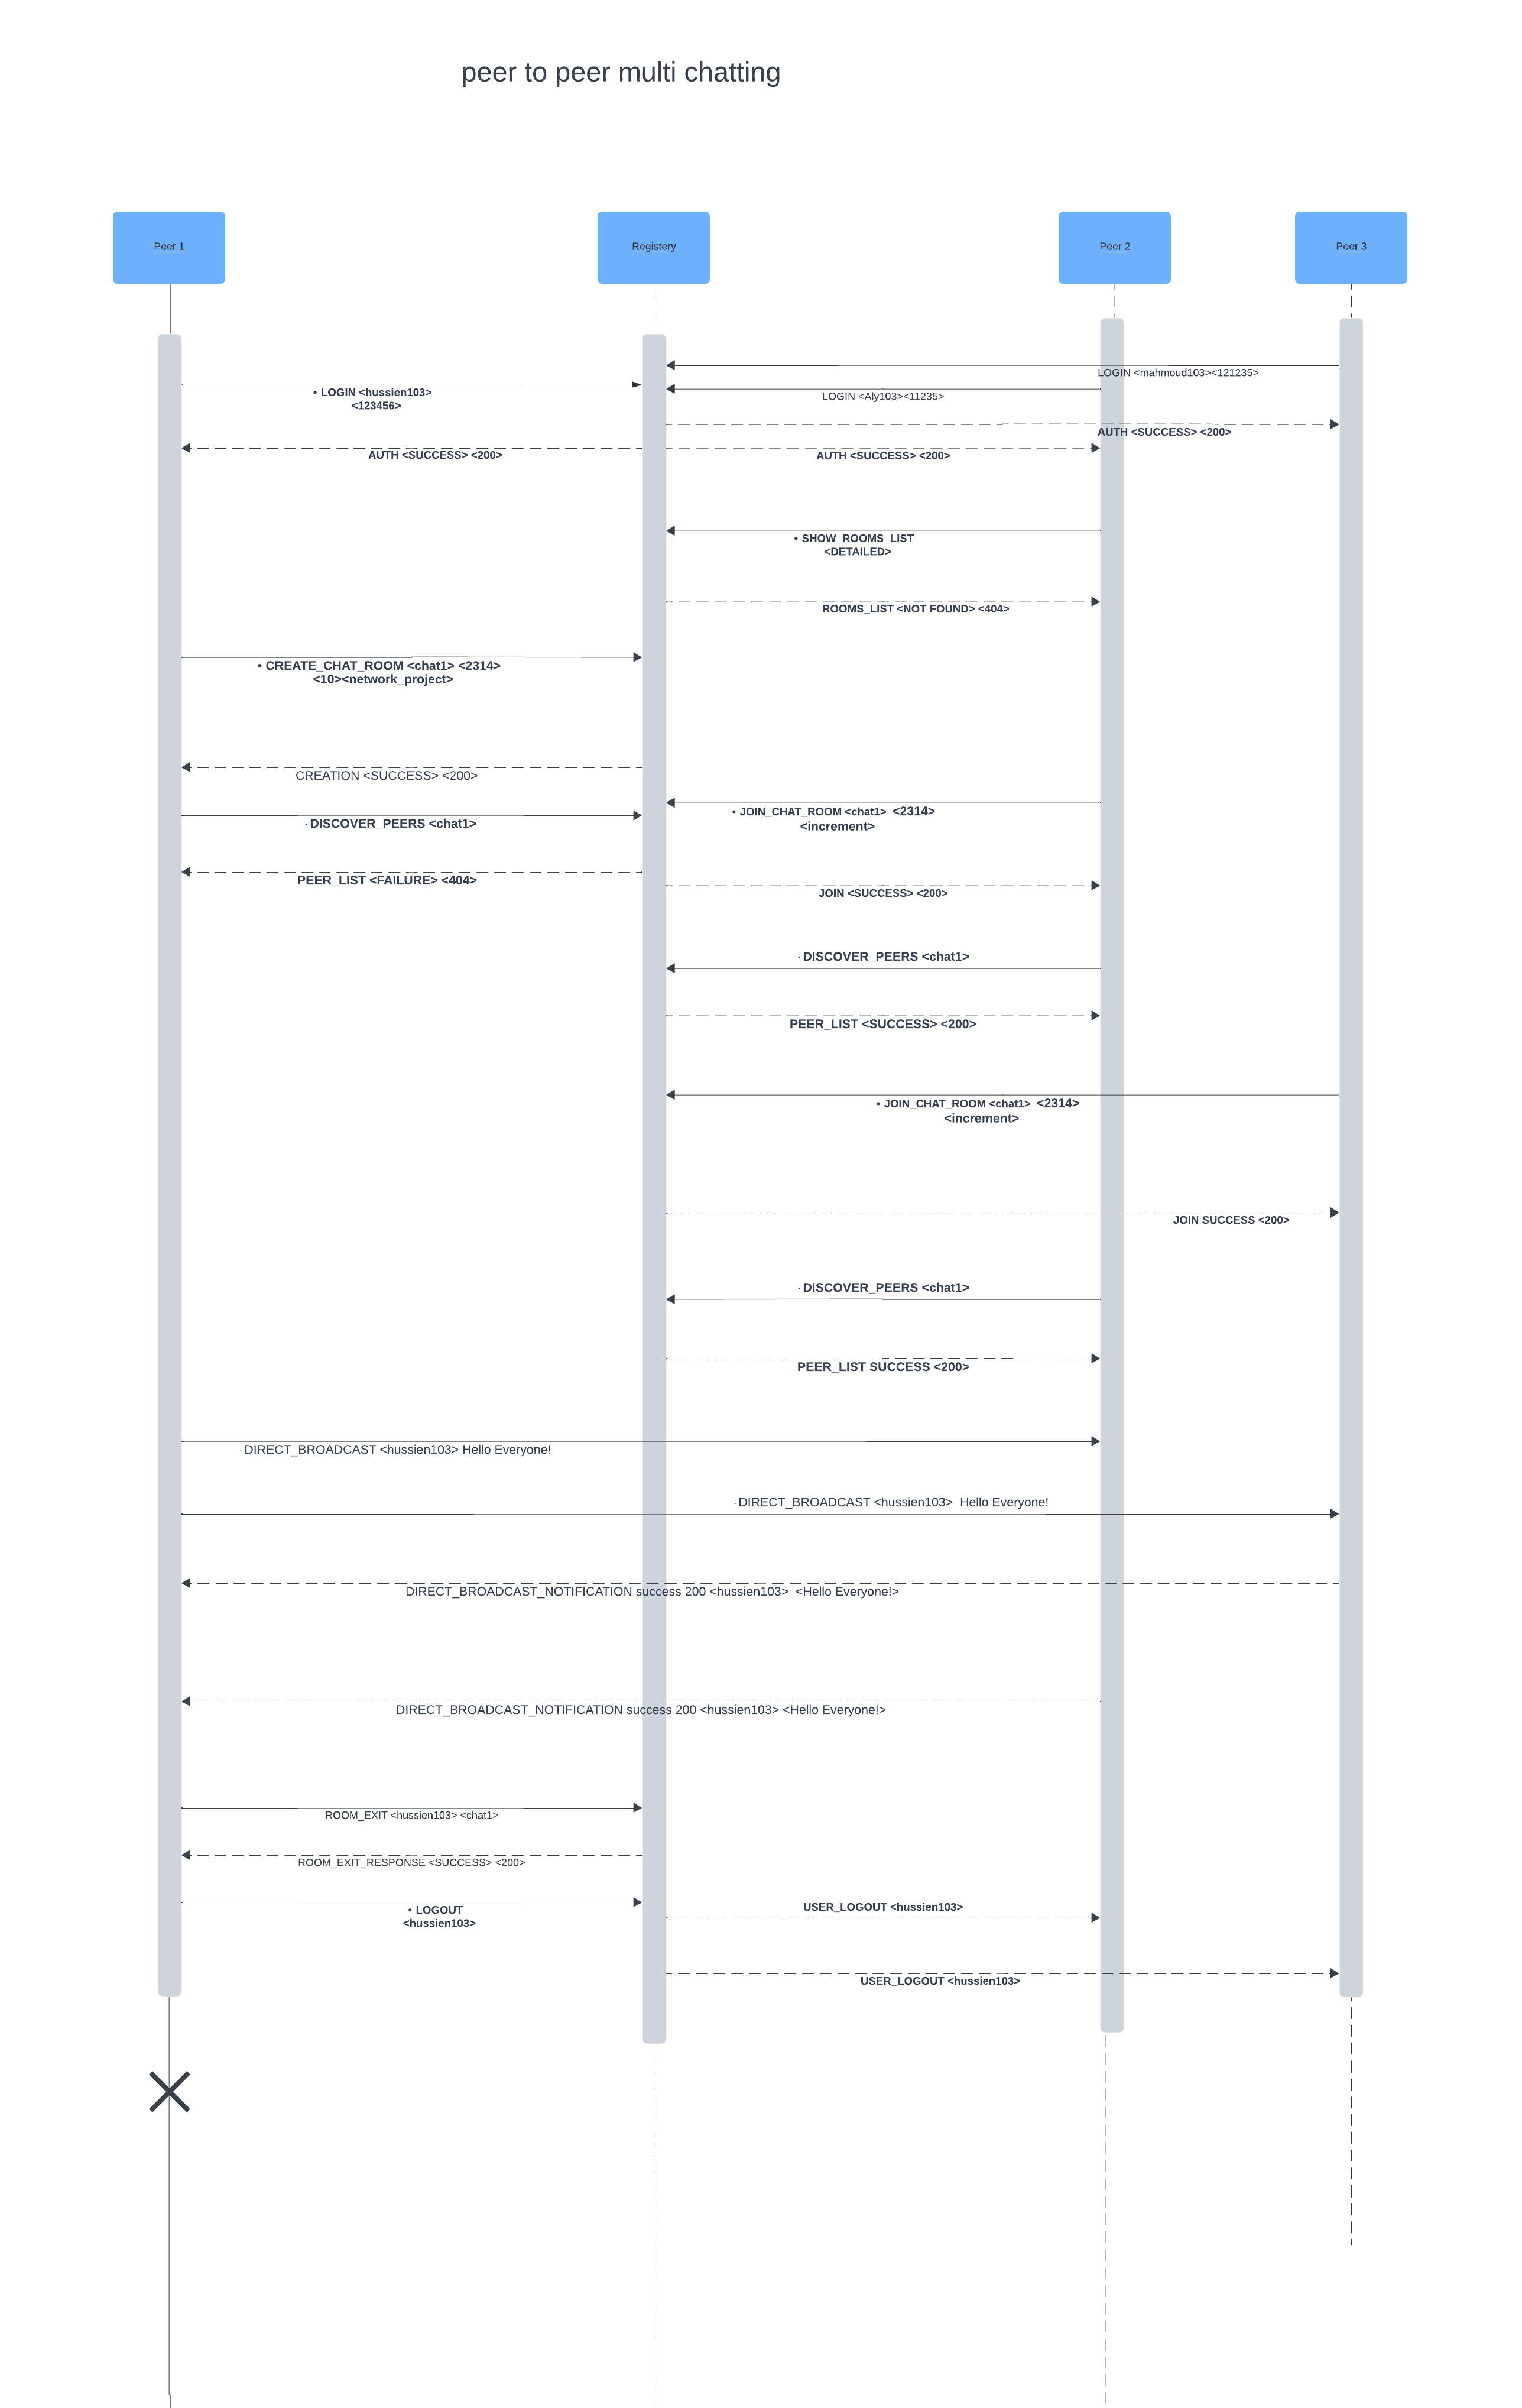 peer to peer multi chatting
Peer 1
Registery
Peer 2
Peer 3
LOGIN <mahmoud103><121235>
• LOGIN <hussien103>
<123456>
LOGIN <Aly103><11235>
AUTH <SUCCESS> <200>
AUTH <SUCCESS> <200>
AUTH <SUCCESS> <200>
• SHOW_ROOMS_LIST
<DETAILED>
ROOMS_LIST <NOT FOUND> <404>
• CREATE_CHAT_ROOM <chat1> <2314>
<10><network_project>
CREATION <SUCCESS> <200>
• JOIN_CHAT_ROOM <chat1> <2314>
<increment>
· DISCOVER_PEERS <chat1>
PEER_LIST <FAILURE> <404>
JOIN <SUCCESS> <200>
· DISCOVER_PEERS <chat1>
PEER_LIST <SUCCESS> <200>
• JOIN_CHAT_ROOM <chat1> <2314>
<increment>
JOIN SUCCESS <200>
· DISCOVER_PEERS <chat1>
PEER_LIST SUCCESS <200>
· DIRECT_BROADCAST <hussien103> Hello Everyone!
· DIRECT_BROADCAST <hussien103> Hello Everyone!
DIRECT_BROADCAST_NOTIFICATION success 200 <hussien103> <Hello Everyone!>
DIRECT_BROADCAST_NOTIFICATION success 200 <hussien103> <Hello Everyone!>
ROOM_EXIT <hussien103> <chat1>
ROOM_EXIT_RESPONSE <SUCCESS> <200>
• LOGOUT
<hussien103>
USER_LOGOUT <hussien103>
USER_LOGOUT <hussien103>